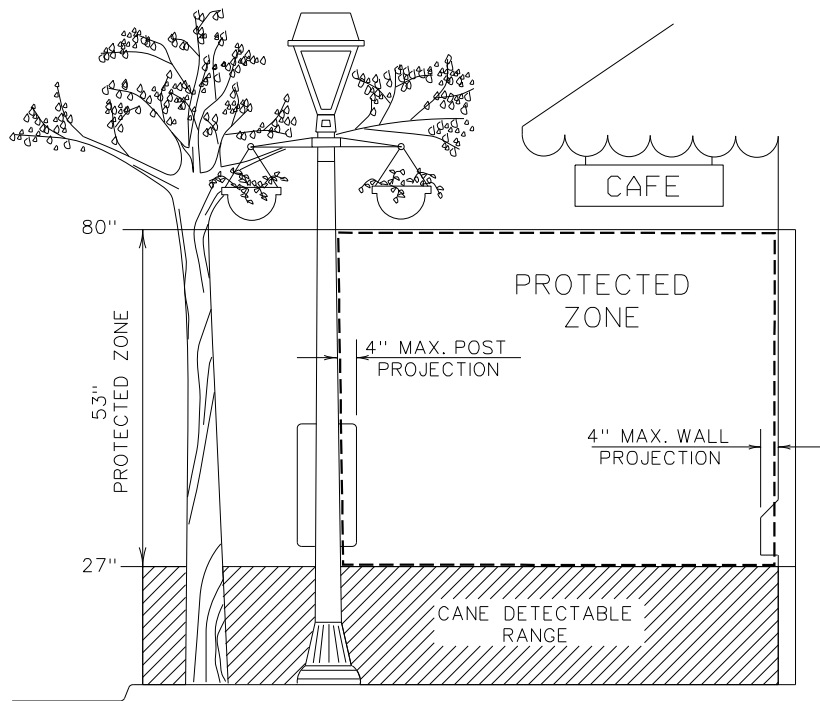 CAFE
80"
PROTECTED
ZONE
4" MAX. POST
PROJECTION
53"
PROTECTED ZONE
4" MAX. WALL
PROJECTION
27"
CANE DETECTABLE
RANGE